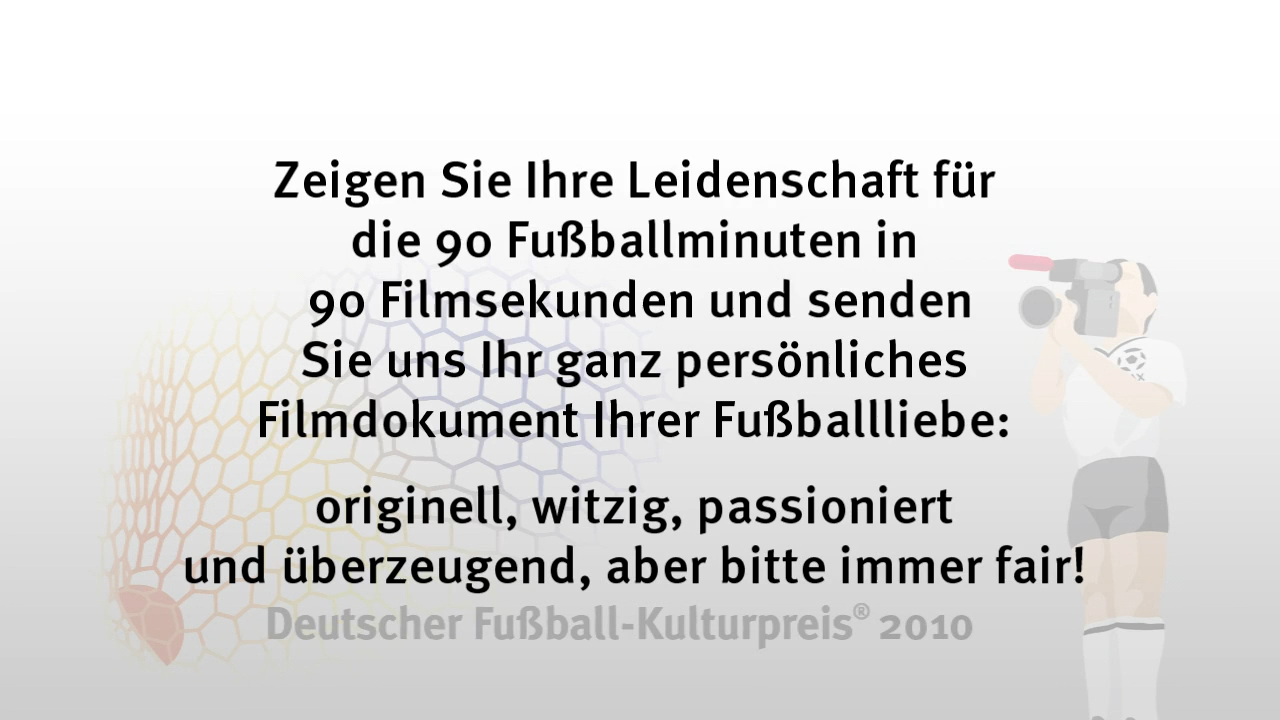 Zeigen Sie Ihre Leidenschaft für
die 90 Fußballminuten in
90 Filmsekunden und senden
Sie uns Ihr ganz persönliches
Filmdokument Ihrer Fußballliebe:
originell, witzig, passioniert
und überzeugend, aber bitte immer fair!
Deutscher Fußball-Kulturpreis® 2010